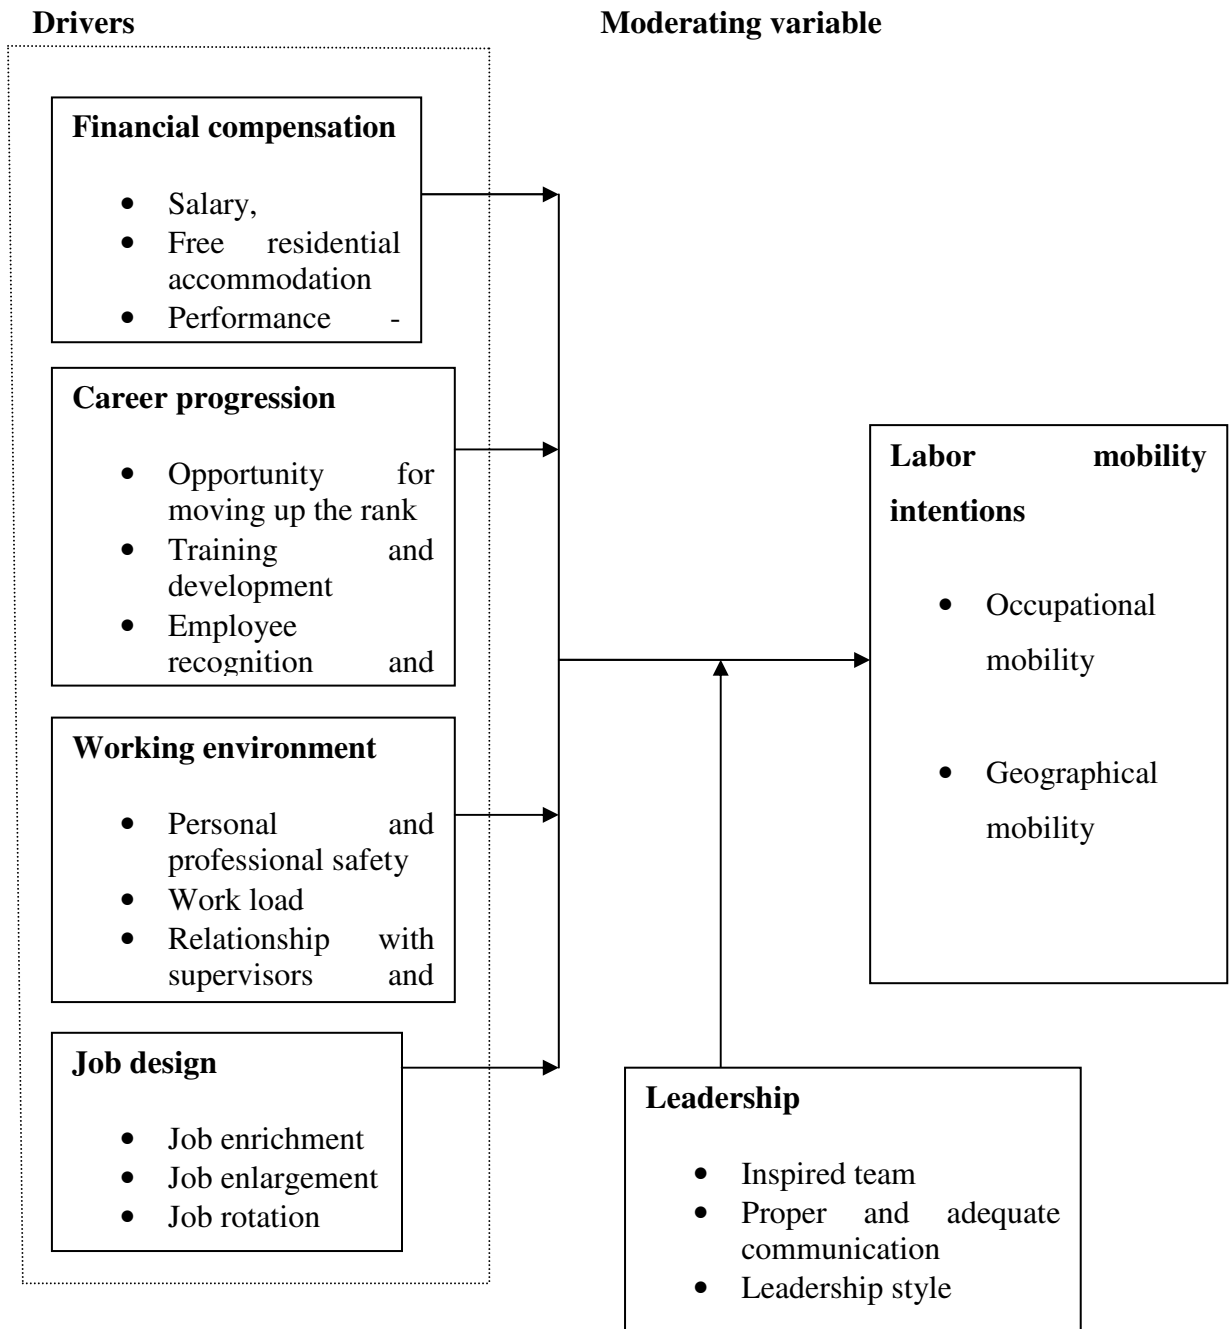 Drivers
Moderating variable
Financial compensation
• Salary,
• Free residential
accommodation
• Performance -
Career progression
• Opportunity for
moving up the rank
• Training and
development
• Employee
recognition and
Working environment
• Personal and
professional safety
• Work load
• Relationship with
supervisors and
Job design
• Job enrichment
• Job enlargement
• Job rotation
Labor mobility
intentions
• Occupational
mobility
• Geographical
mobility
Leadership
• Inspired team
• Proper and adequate
communication
• Leadership style